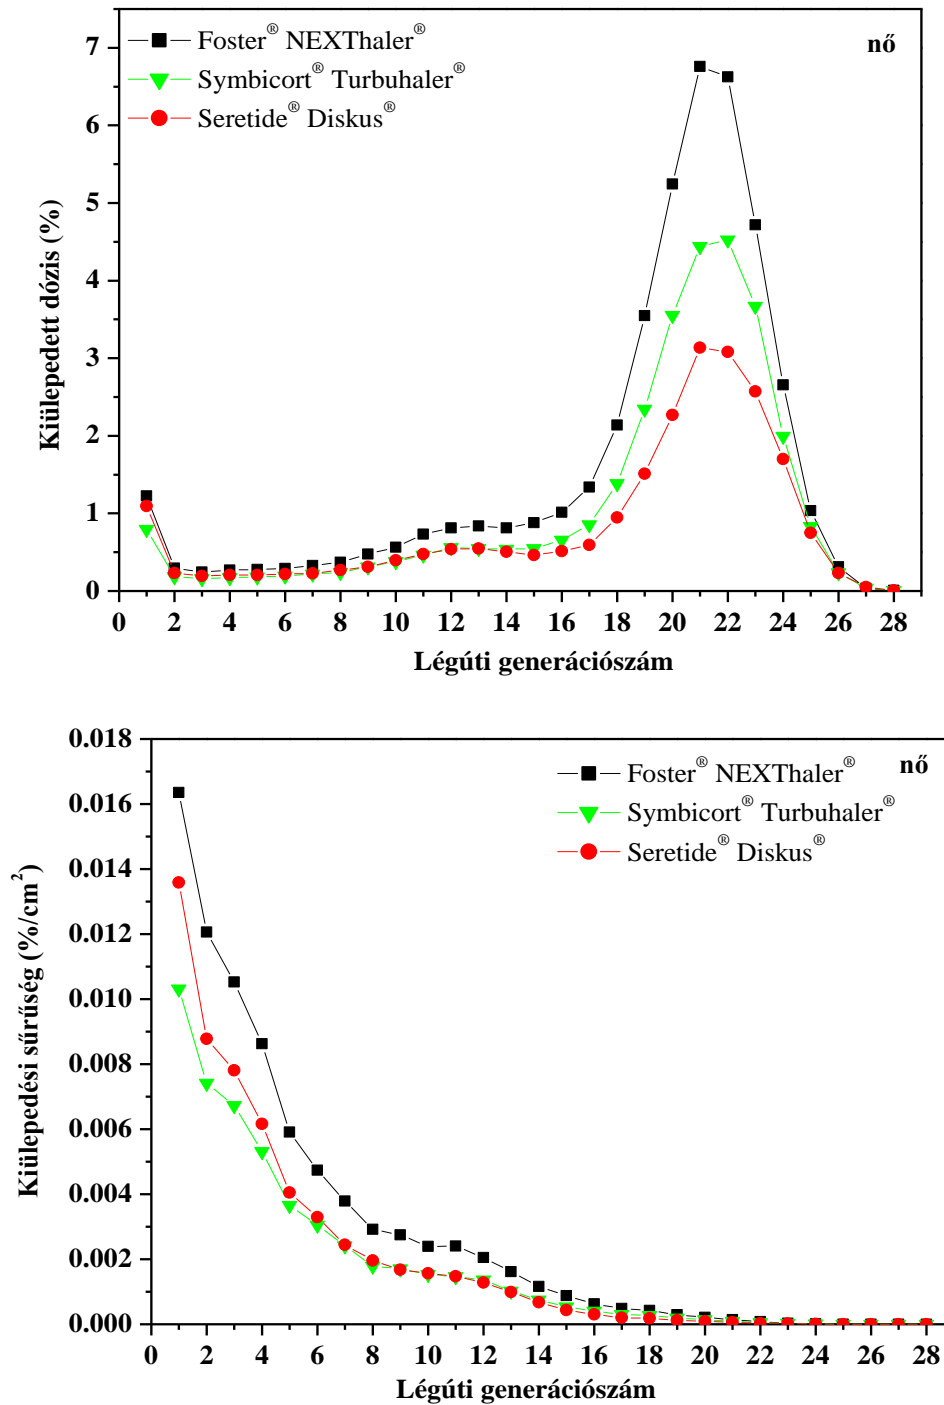 nő
Foster® NEXThaler®
Symbicort® Turbuhaler®
Seretide® Diskus®
7
6
5
4
3
2
1
0
Kiülepedett dózis (%)
0 2 4 6 8 10 12 14 16 18 20 22 24 26 28
Légúti generációszám
nő
Foster® NEXThaler®
Symbicort® Turbuhaler®
Seretide® Diskus®
0.018
0.016
0.014
0.012
0.010
0.008
0.006
0.004
0.002
0.000
Kiülepedési sűrűség (%/cm²)
0 2 4 6 8 10 12 14 16 18 20 22 24 26 28
Légúti generációszám